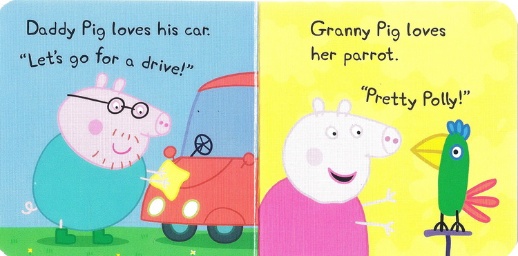 Daddy Pig loves his car.
"Let's go for a drive!"
Granny Pig loves
her parrot.
"Pretty Polly!"